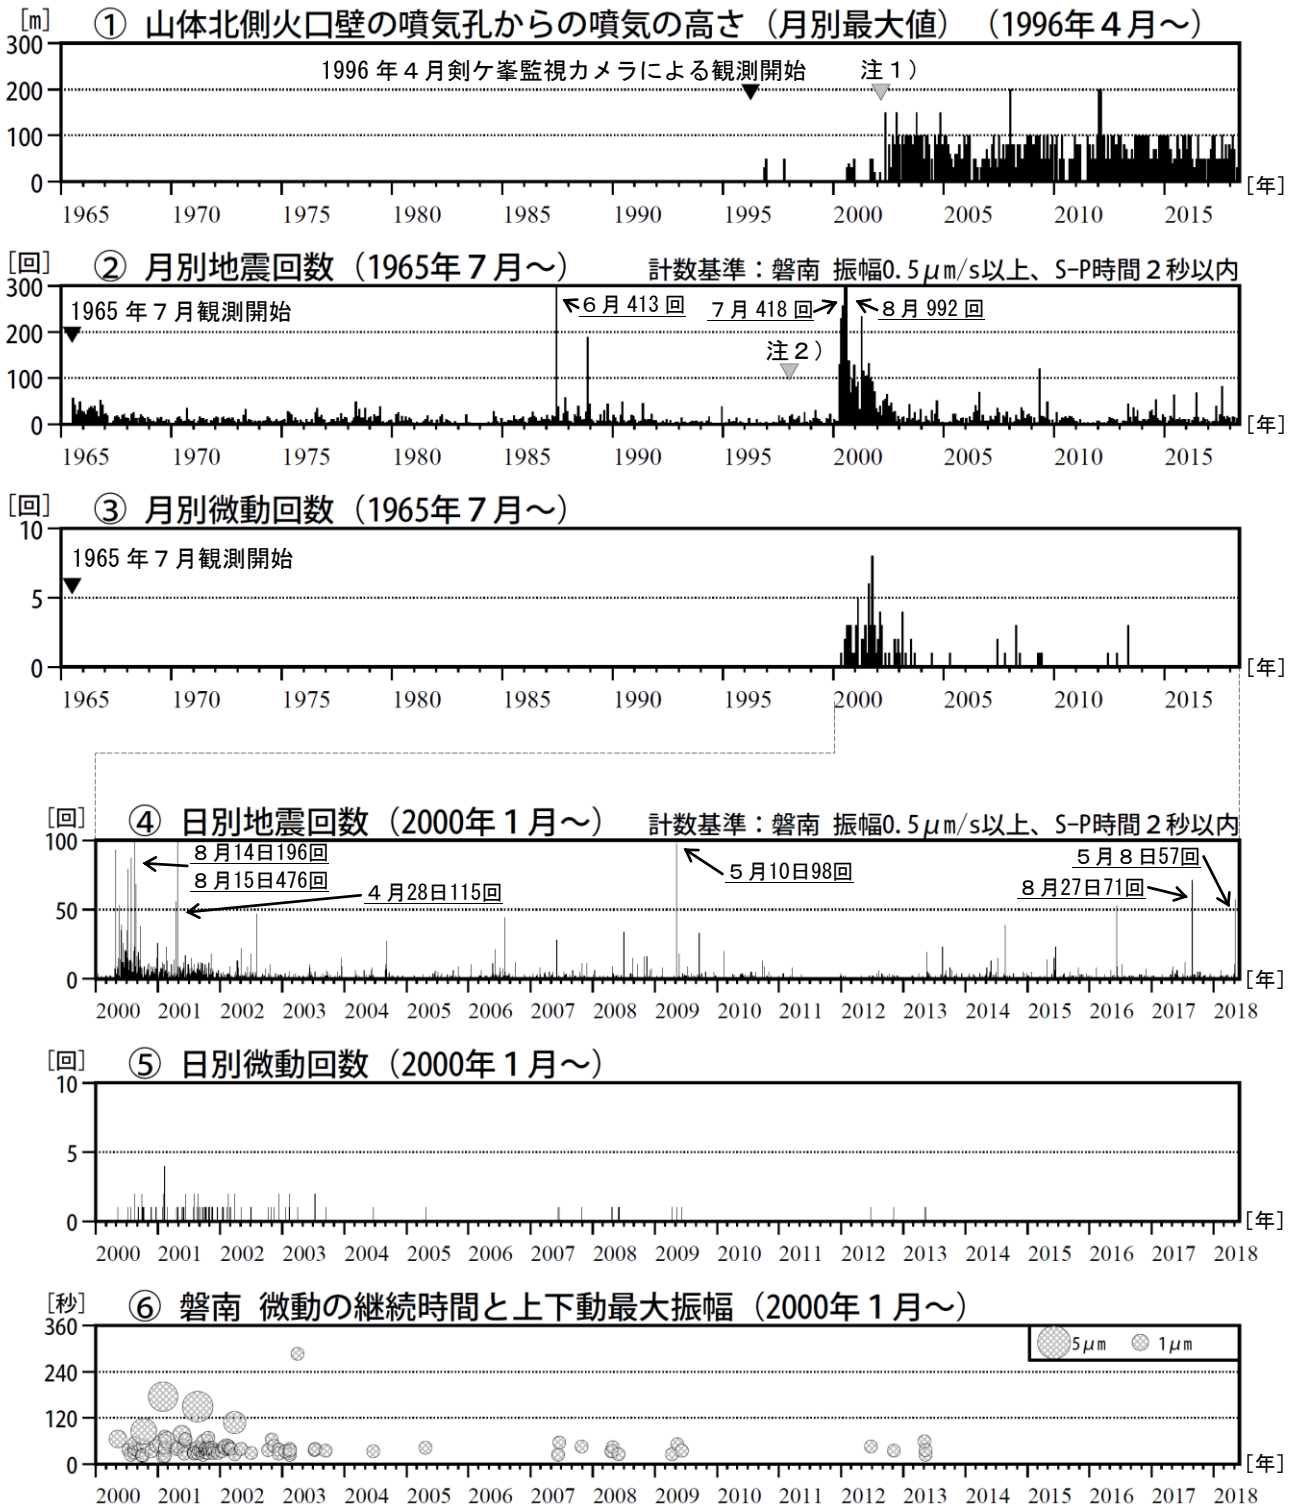 [m] ① 山体北側火口壁の噴気孔からの噴気の高さ（月別最大値）（1996年４月～）
300
1996 年４月剣ケ峯監視カメラによる観測開始 注１）
200
100
0 [年]
1965 1970 1975 1980 1985 1990 1995 2000 2005 2010 2015
[回] ② 月別地震回数（1965年７月～） 計数基準：磐南 振幅0.5μm/s以上、S-P時間２秒以内
300
1965 年７月観測開始 ６月 413 回 ７月 418 回 ８月 992 回
200
注２）
100
0 [年]
1965 1970 1975 1980 1985 1990 1995 2000 2005 2010 2015
[回] ③ 月別微動回数（1965年７月～）
10
1965 年７月観測開始
5
0 [年]
1965 1970 1975 1980 1985 1990 1995 2000 2005 2010 2015
[回] ④ 日別地震回数（2000年１月～） 計数基準：磐南 振幅0.5μm/s以上、S-P時間２秒以内
100
８月14日196回 ５月８日57回
８月15日476回 ４月28日115回 ５月10日98回 ８月27日71回
50
0 [年]
2000 2001 2002 2003 2004 2005 2006 2007 2008 2009 2010 2011 2012 2013 2014 2015 2016 2017 2018
[回] ⑤ 日別微動回数（2000年１月～）
10
5
0 [年]
2000 2001 2002 2003 2004 2005 2006 2007 2008 2009 2010 2011 2012 2013 2014 2015 2016 2017 2018
[秒] ⑥ 磐南 微動の継続時間と上下動最大振幅（2000年１月～）
360
5μm 1μm
240
120
0 [年]
2000 2001 2002 2003 2004 2005 2006 2007 2008 2009 2010 2011 2012 2013 2014 2015 2016 2017 2018